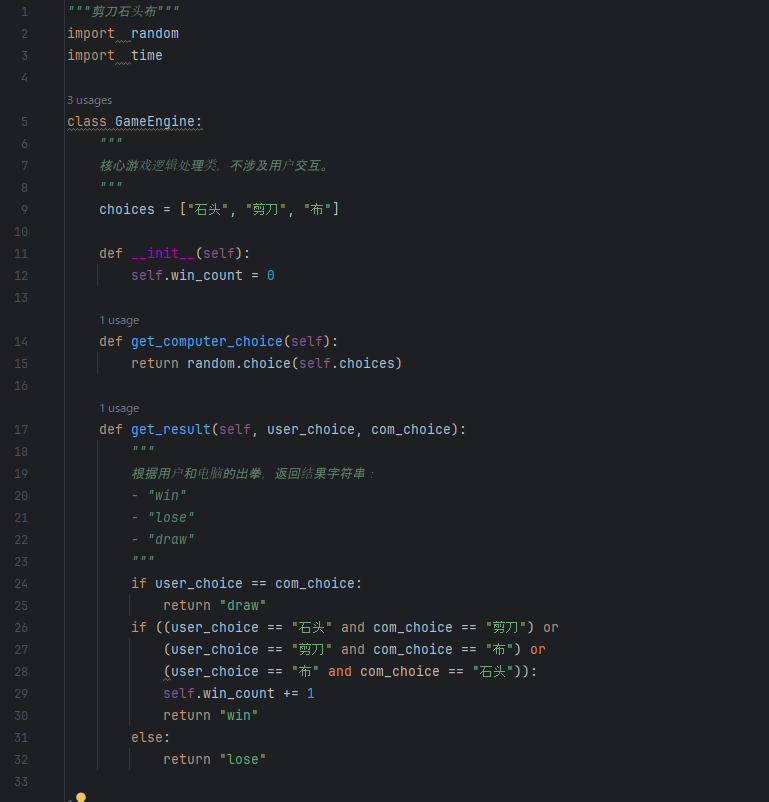 1 """剪刀石头布"""
2 import  random
3 import  time
4
3 usages
5 class GameEngine:
6     """
7     核心游戏逻辑处理类，不涉及用户交互。
8     """
9     choices = ["石头", "剪刀", "布"]
10
11     def __init__(self):
12         self.win_count = 0
13
1 usage
14     def get_computer_choice(self):
15         return random.choice(self.choices)
16
1 usage
17     def get_result(self, user_choice, com_choice):
18         """
19         根据用户和电脑的出拳，返回结果字符串：
20         - "win"
21         - "lose"
22         - "draw"
23         """
24         if user_choice == com_choice:
25             return "draw"
26         if ((user_choice == "石头" and com_choice == "剪刀") or
27             (user_choice == "剪刀" and com_choice == "布") or
28             (user_choice == "布" and com_choice == "石头")):
29             self.win_count += 1
30             return "win"
31         else:
32             return "lose"
33